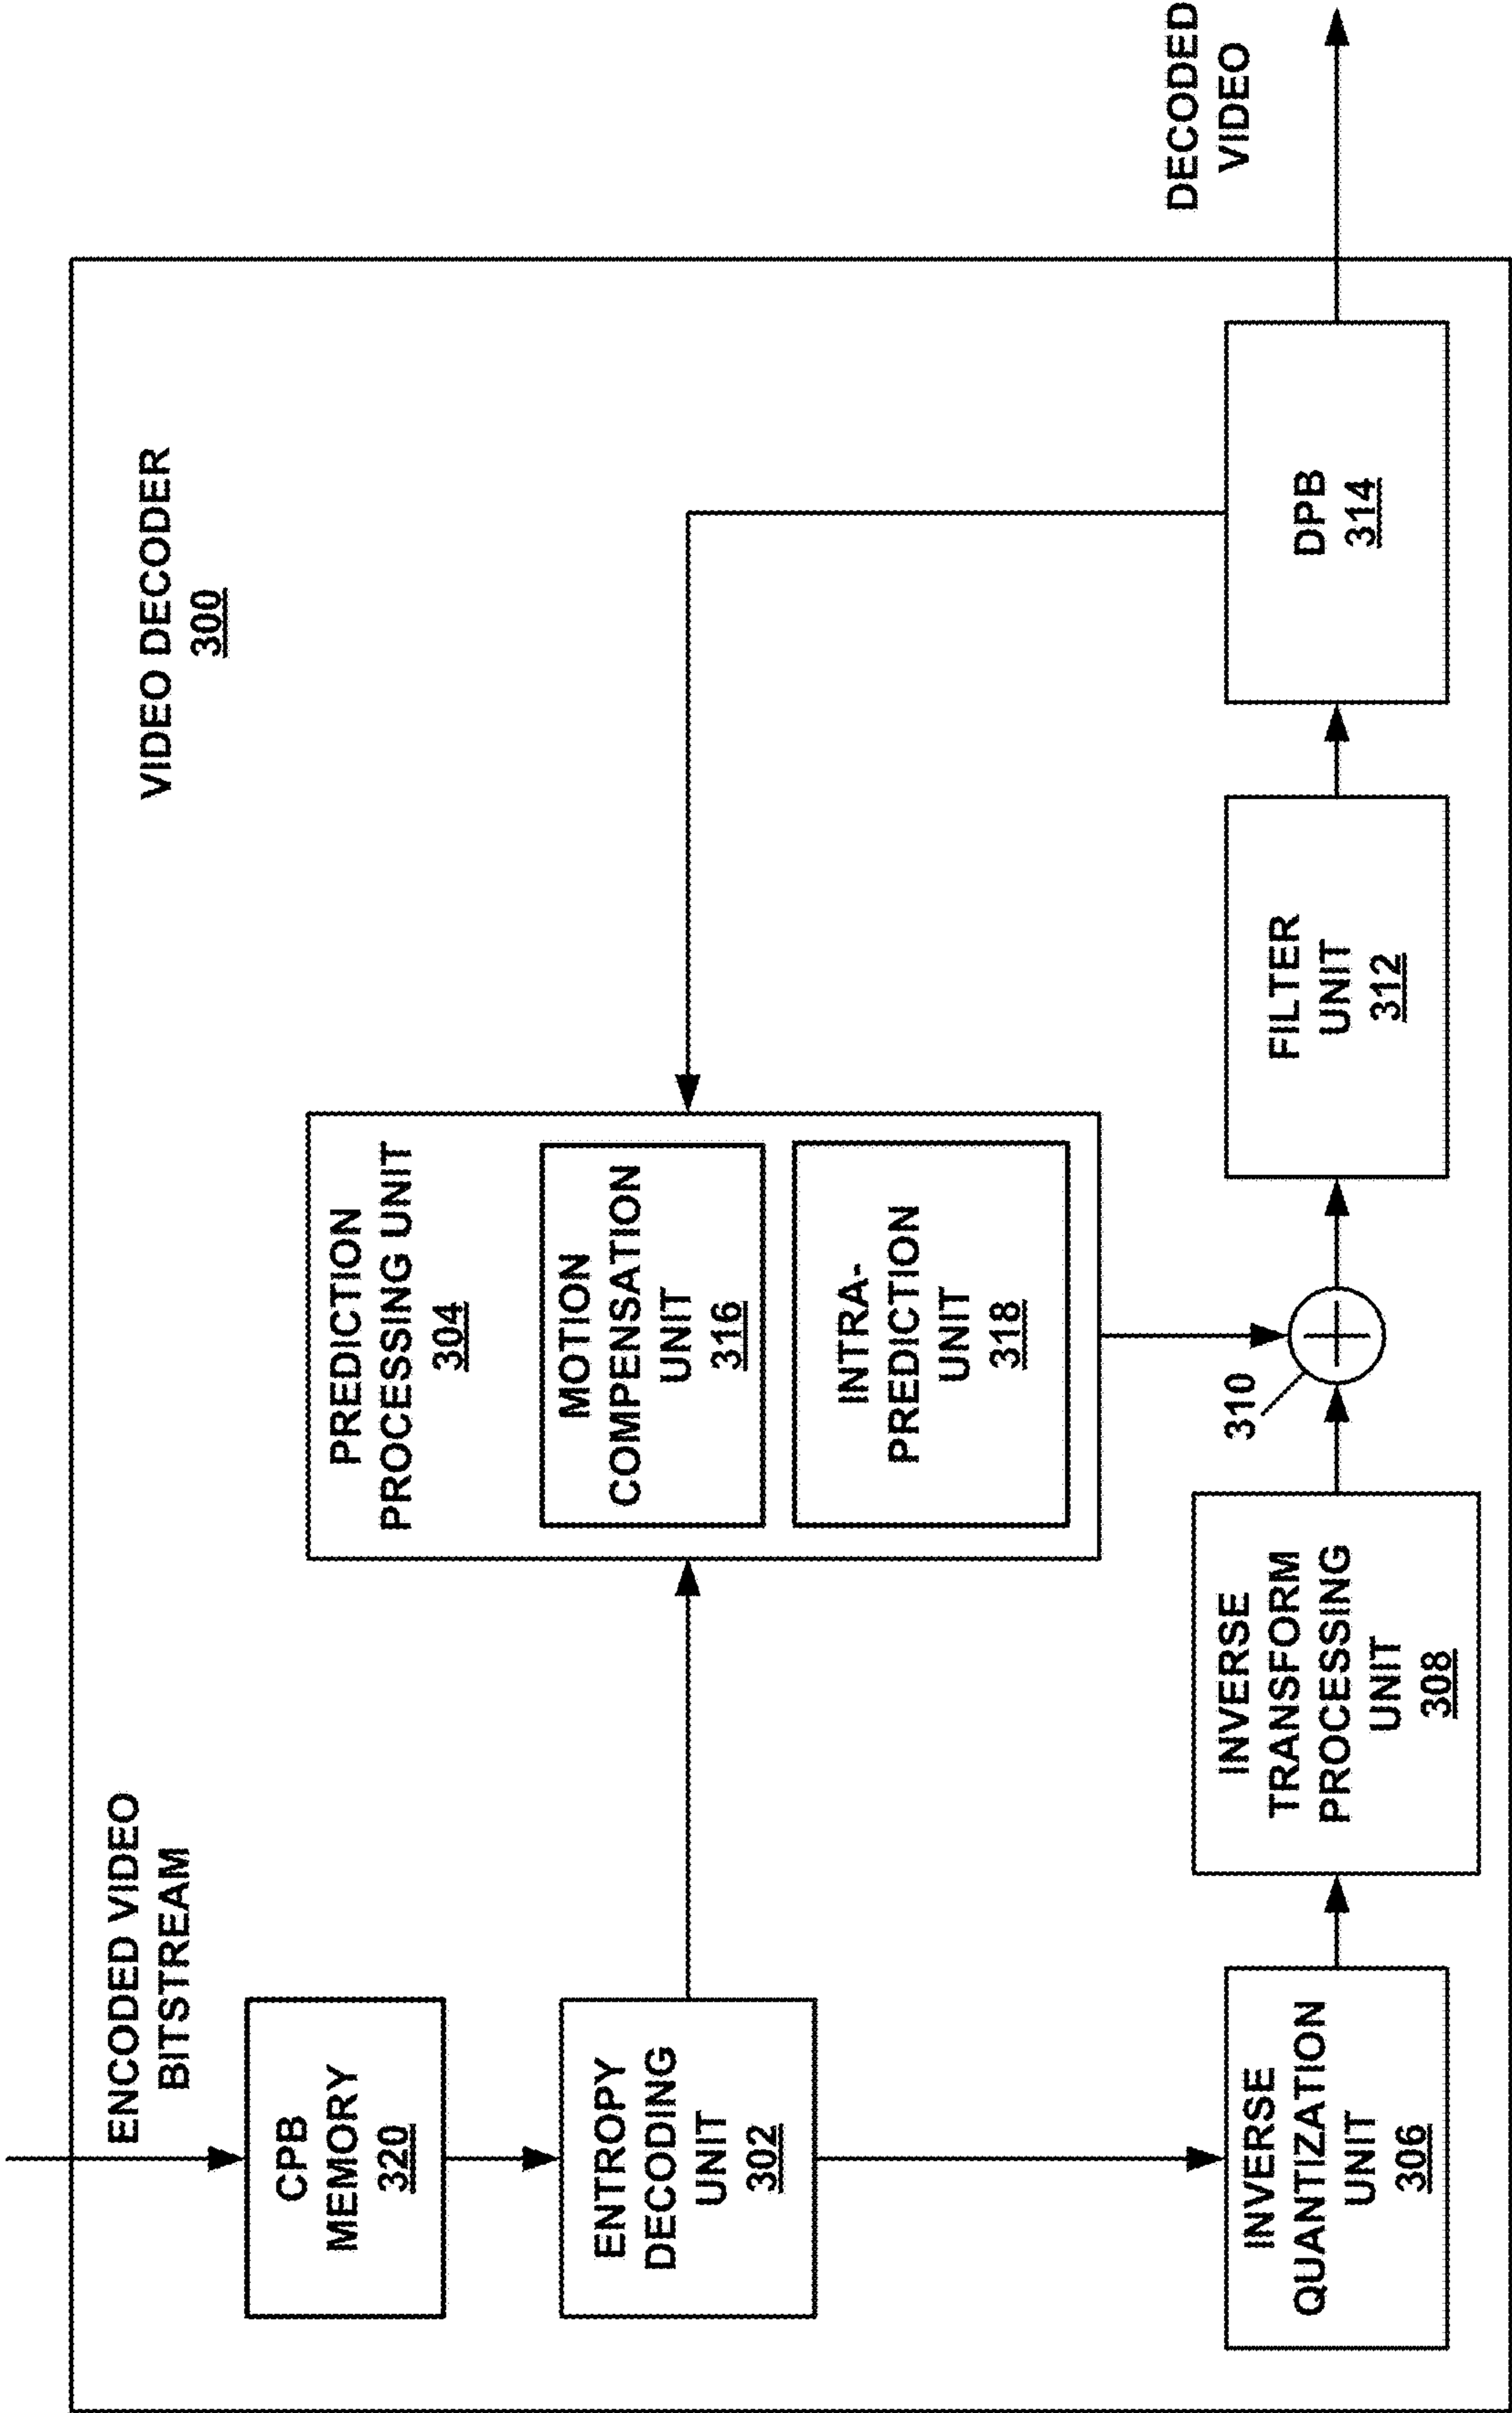 ENCODED VIDEO
BITSTREAM
VIDEO DECODER
300
CPB
MEMORY
320
PREDICTION
PROCESSING UNIT
304
ENTROPY
DECODING
UNIT
302
MOTION
COMPENSATION
UNIT
316
INTRA-
PREDICTION
UNIT
318
DECODED
VIDEO
INVERSE
QUANTIZATION
UNIT
306
INVERSE
TRANSFORM
PROCESSING
UNIT
308
310
FILTER
UNIT
312
DPB
314